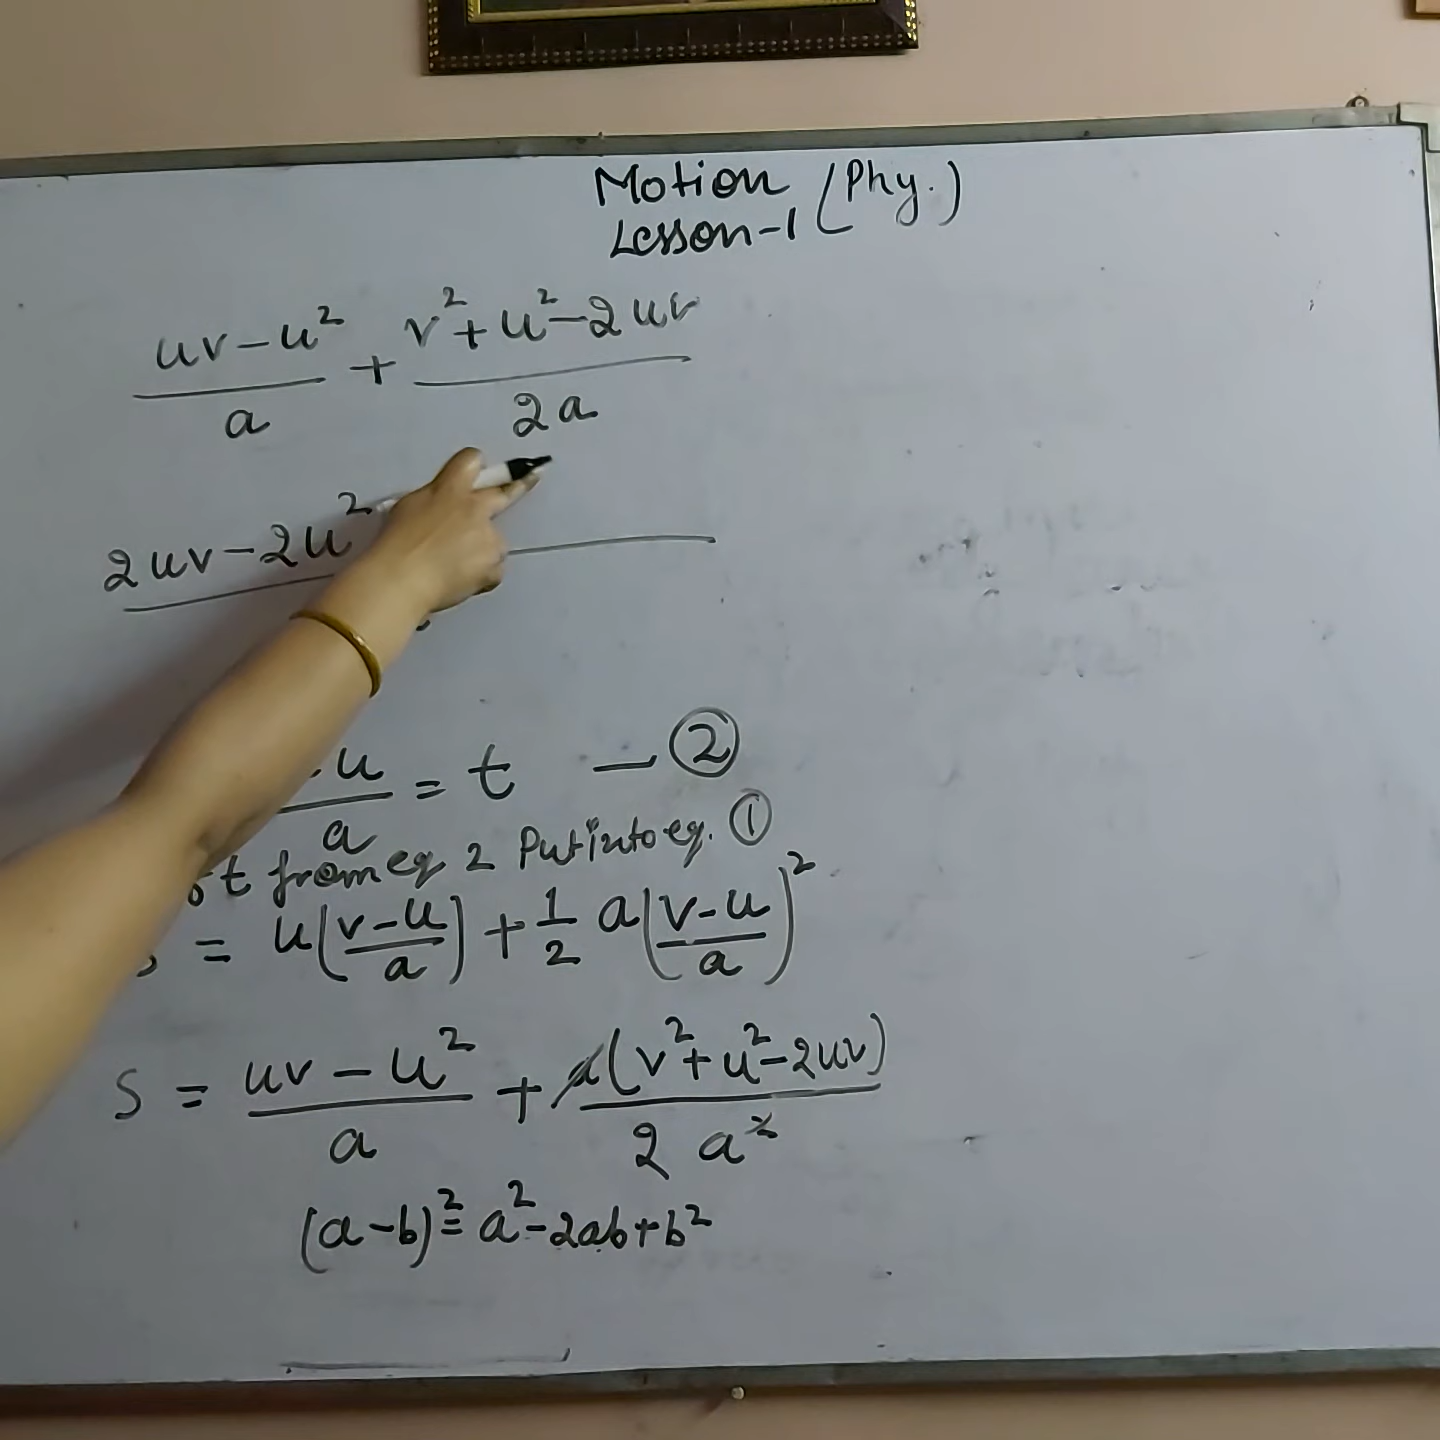 Motion (Phy.)
Lesson-1
uv-u²/a + v²+u²-2uv/2a
2uv-2u²
-u/a = t — ②
t from eq 2 Put into eq. ①
= u(v-u/a) + 1/2 a(v-u/a)²
S = uv-u²/a + a(v²+u²-2uv)/2a²
(a-b)² = a²-2ab+b²